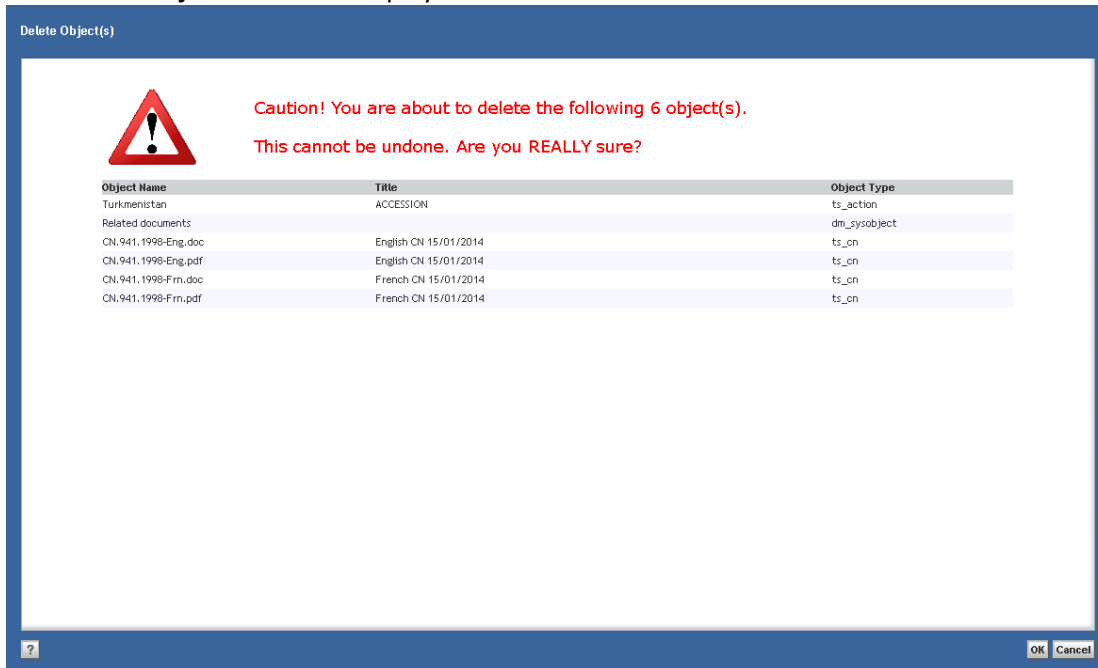 Delete Object(s)
Caution! You are about to delete the following 6 object(s).
This cannot be undone. Are you REALLY sure?
Object Name Title Object Type
Turkmenistan ACCESSION ts_action
Related documents dm_sysobject
CN.941.1998-Eng.doc English CN 15/01/2014 ts_cn
CN.941.1998-Eng.pdf English CN 15/01/2014 ts_cn
CN.941.1998-Frn.doc French CN 15/01/2014 ts_cn
CN.941.1998-Frn.pdf French CN 15/01/2014 ts_cn
? OK Cancel